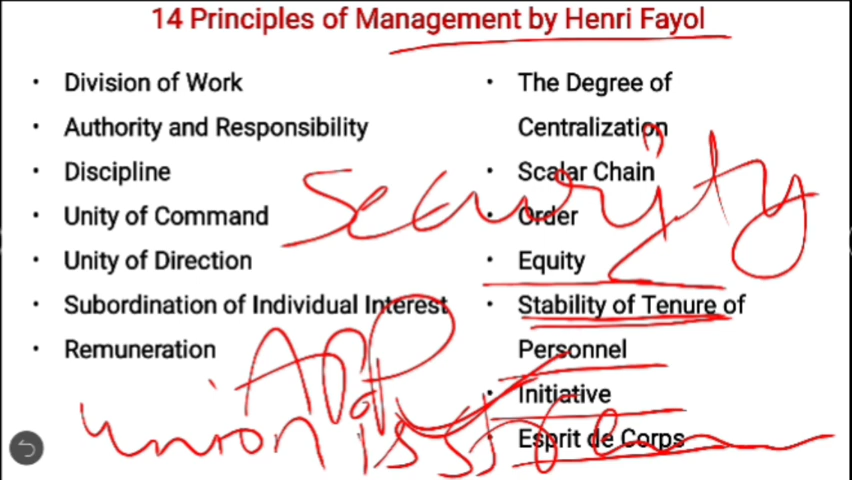 14 Principles of Management by Henri Fayol
• Division of Work
• Authority and Responsibility
• Discipline
• Unity of Command
• Unity of Direction
• Subordination of Individual Interest
• Remuneration
• The Degree of
Centralization
• Scalar Chain
• Order
• Equity
• Stability of Tenure of
Personnel
• Initiative
• Esprit de Corps
Security
union is